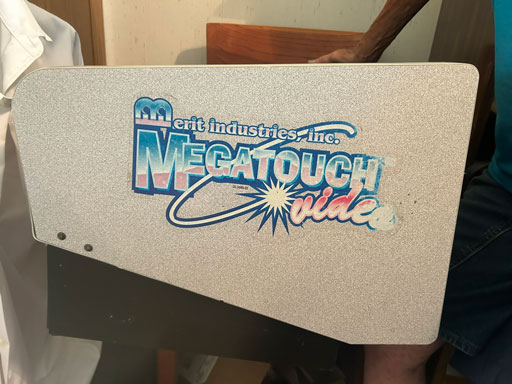 Merit industries, inc.
MEGATOUCH
video